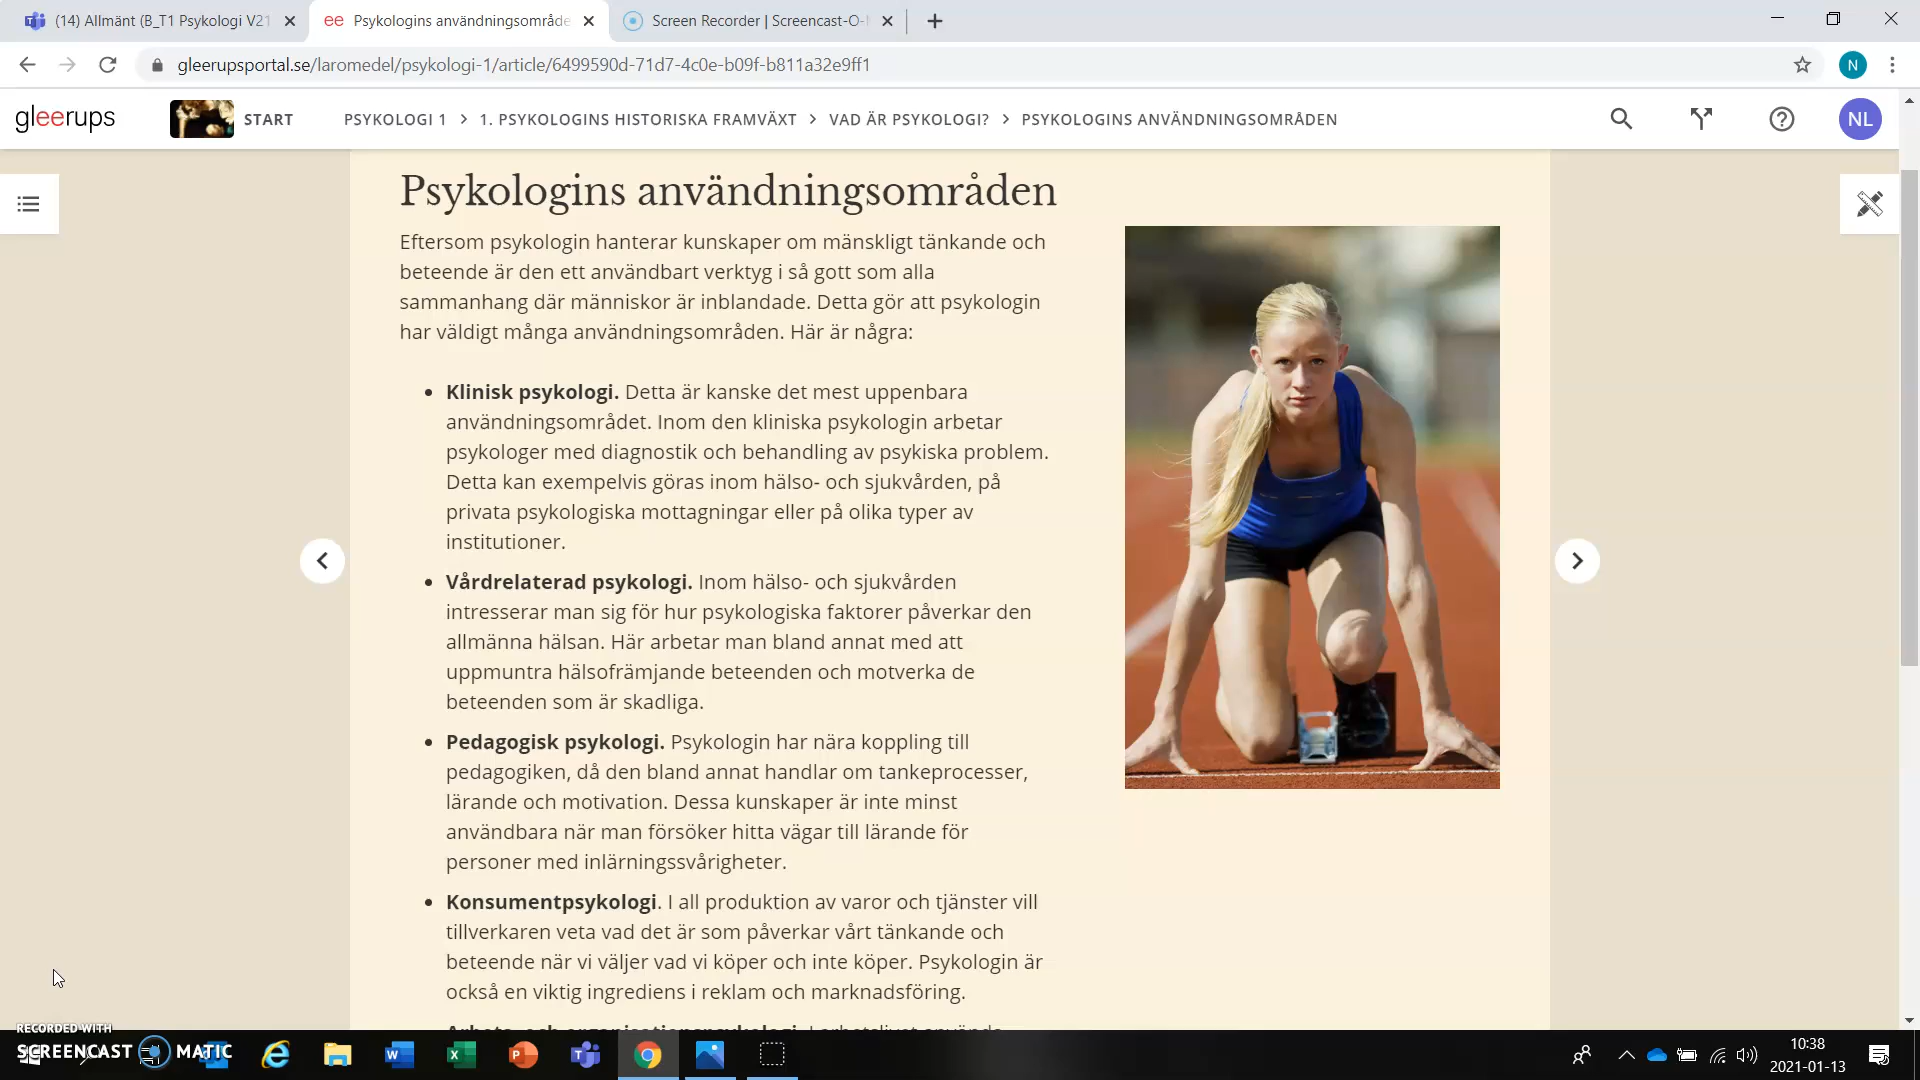 (14) Allmänt (B_T1 Psykologi V21
ee Psykologins användningsområde
Screen Recorder | Screencast-O-
gleerupsportal.se/laromedel/psykologi-1/article/6499590d-71d7-4c0e-b09f-b811a32e9ff1
N
gleerups
START
PSYKOLOGI 1 > 1. PSYKOLOGINS HISTORISKA FRAMVÄXT > VAD ÄR PSYKOLOGI? > PSYKOLOGINS ANVÄNDNINGSOMRÅDEN
NL
Psykologins användningsområden
Eftersom psykologin hanterar kunskaper om mänskligt tänkande och
beteende är den ett användbart verktyg i så gott som alla
sammanhang där människor är inblandade. Detta gör att psykologin
har väldigt många användningsområden. Här är några:
• Klinisk psykologi. Detta är kanske det mest uppenbara
användningsområdet. Inom den kliniska psykologin arbetar
psykologer med diagnostik och behandling av psykiska problem.
Detta kan exempelvis göras inom hälso- och sjukvården, på
privata psykologiska mottagningar eller på olika typer av
institutioner.
• Vårdrelaterad psykologi. Inom hälso- och sjukvården
intresserar man sig för hur psykologiska faktorer påverkar den
allmänna hälsan. Här arbetar man bland annat med att
uppmuntra hälsofrämjande beteenden och motverka de
beteenden som är skadliga.
• Pedagogisk psykologi. Psykologin har nära koppling till
pedagogiken, då den bland annat handlar om tankeprocesser,
lärande och motivation. Dessa kunskaper är inte minst
användbara när man försöker hitta vägar till lärande för
personer med inlärningssvårigheter.
• Konsumentpsykologi. I all produktion av varor och tjänster vill
tillverkaren veta vad det är som påverkar vårt tänkande och
beteende när vi väljer vad vi köper och inte köper. Psykologin är
också en viktig ingrediens i reklam och marknadsföring.
Arbets- och organisationspsykologi. I arbetslivet används
RECORDED WITH
SCREENCAST MATIC
10:38
2021-01-13